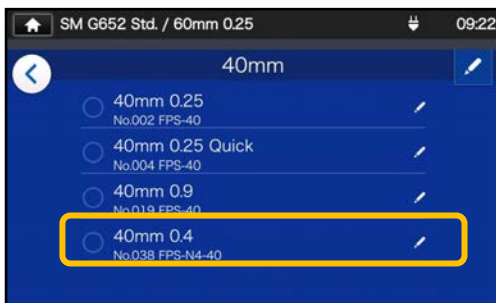 SM G652 Std. / 60mm 0.25 09:22
40mm
40mm 0.25
No.002 FPS-40
40mm 0.25 Quick
No.004 FPS-40
40mm 0.9
No.019 FPS-40
40mm 0.4
No.038 FPS-N4-40